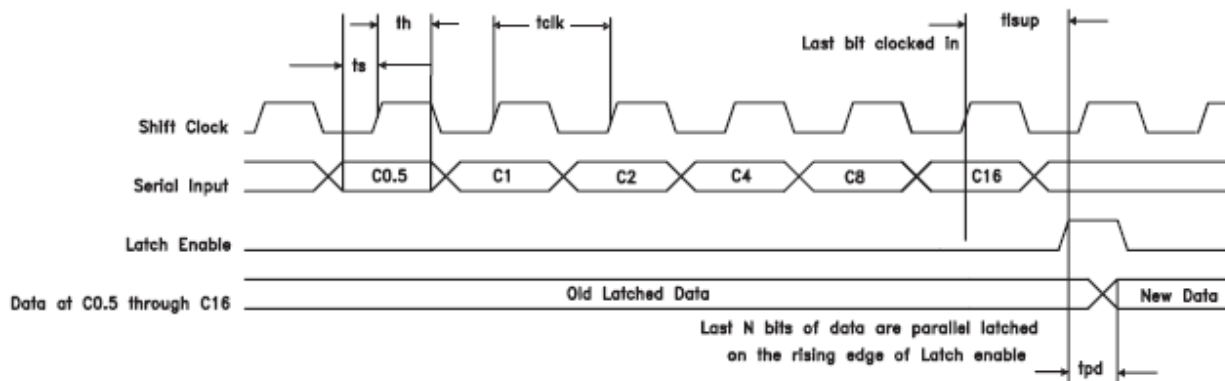 th
tclk
tlsup
Last bit clocked in
ts
Shift Clock
Serial Input
C0.5
C1
C2
C4
C8
C16
Latch Enable
Data at C0.5 through C16
Old Latched Data
New Data
Last N bits of data are parallel latched
on the rising edge of Latch enable
tpd